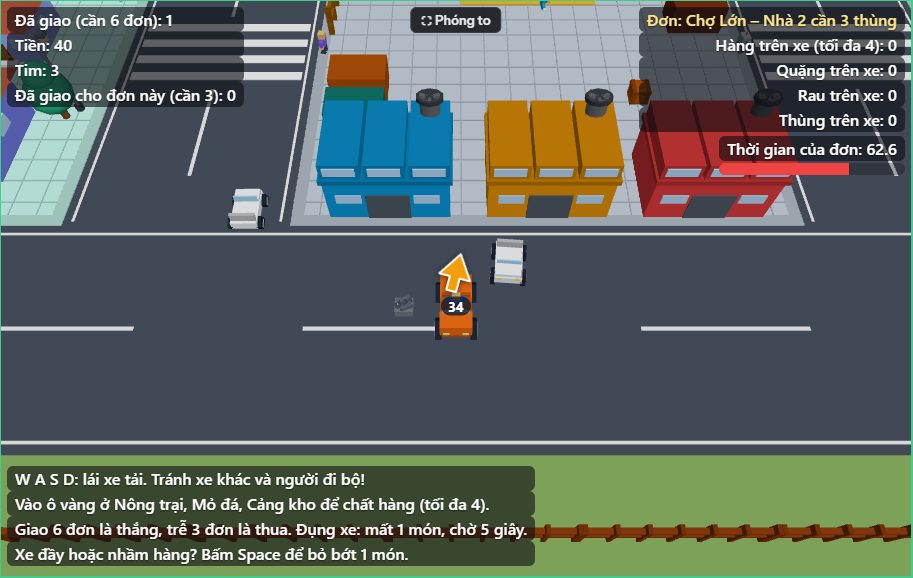 Đã giao (cần 6 đơn): 1
Tiền: 40
Tim: 3
Đã giao cho đơn này (cần 3): 0
Phóng to
Đơn: Chợ Lớn – Nhà 2 cần 3 thùng
Hàng trên xe (tối đa 4): 0
Quặng trên xe: 0
Rau trên xe: 0
Thùng trên xe: 0
Thời gian của đơn: 62.6
34
W A S D: lái xe tải. Tránh xe khác và người đi bộ!
Vào ô vàng ở Nông trại, Mỏ đá, Cảng kho để chất hàng (tối đa 4).
Giao 6 đơn là thắng, trễ 3 đơn là thua. Đụng xe: mất 1 món, chờ 5 giây.
Xe đầy hoặc nhầm hàng? Bấm Space để bỏ bớt 1 món.